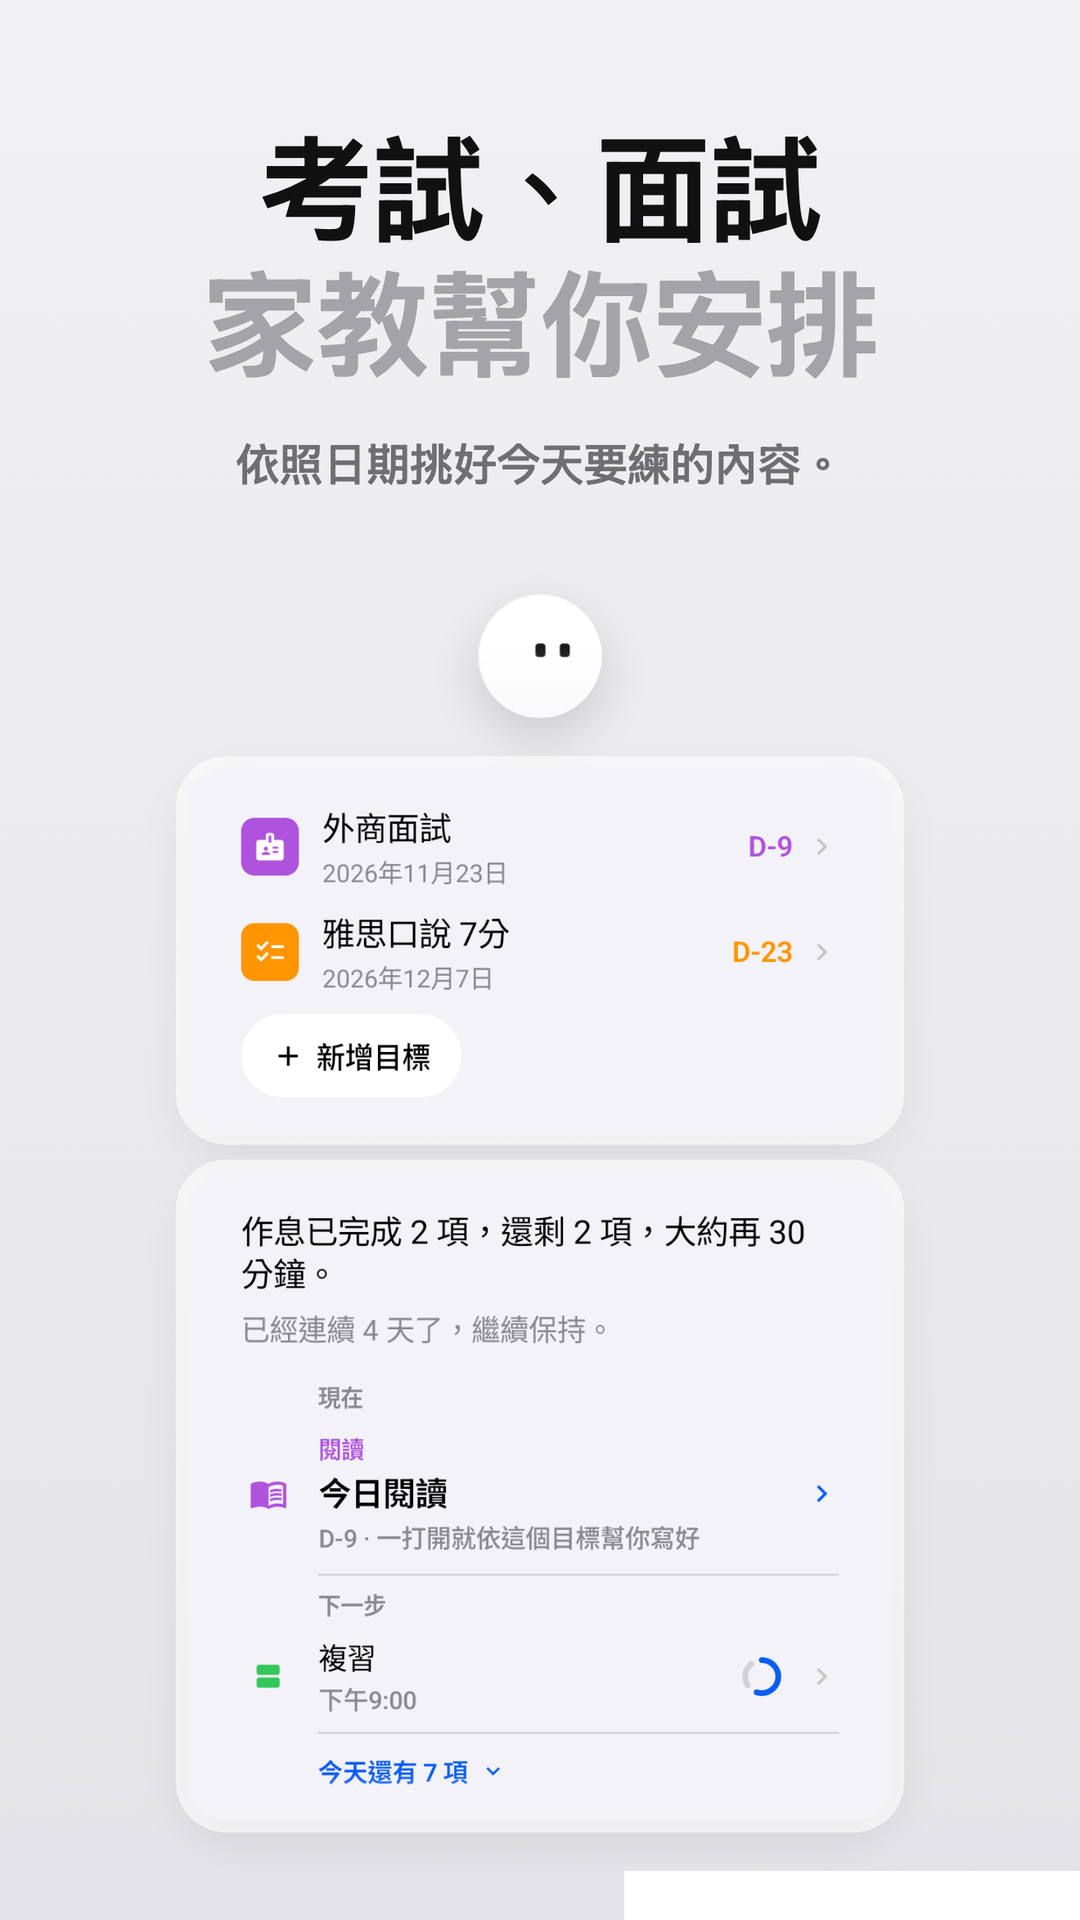 考試、面試
家教幫你安排
依照日期挑好今天要練的內容。
外商面試
2026年11月23日
D-9
雅思口說 7分
2026年12月7日
D-23
+ 新增目標
作息已完成 2 項，還剩 2 項，大約再 30
分鐘。
已經連續 4 天了，繼續保持。
現在
閱讀
今日閱讀
D-9 · 一打開就依這個目標幫你寫好
下一步
複習
下午9:00
今天還有 7 項